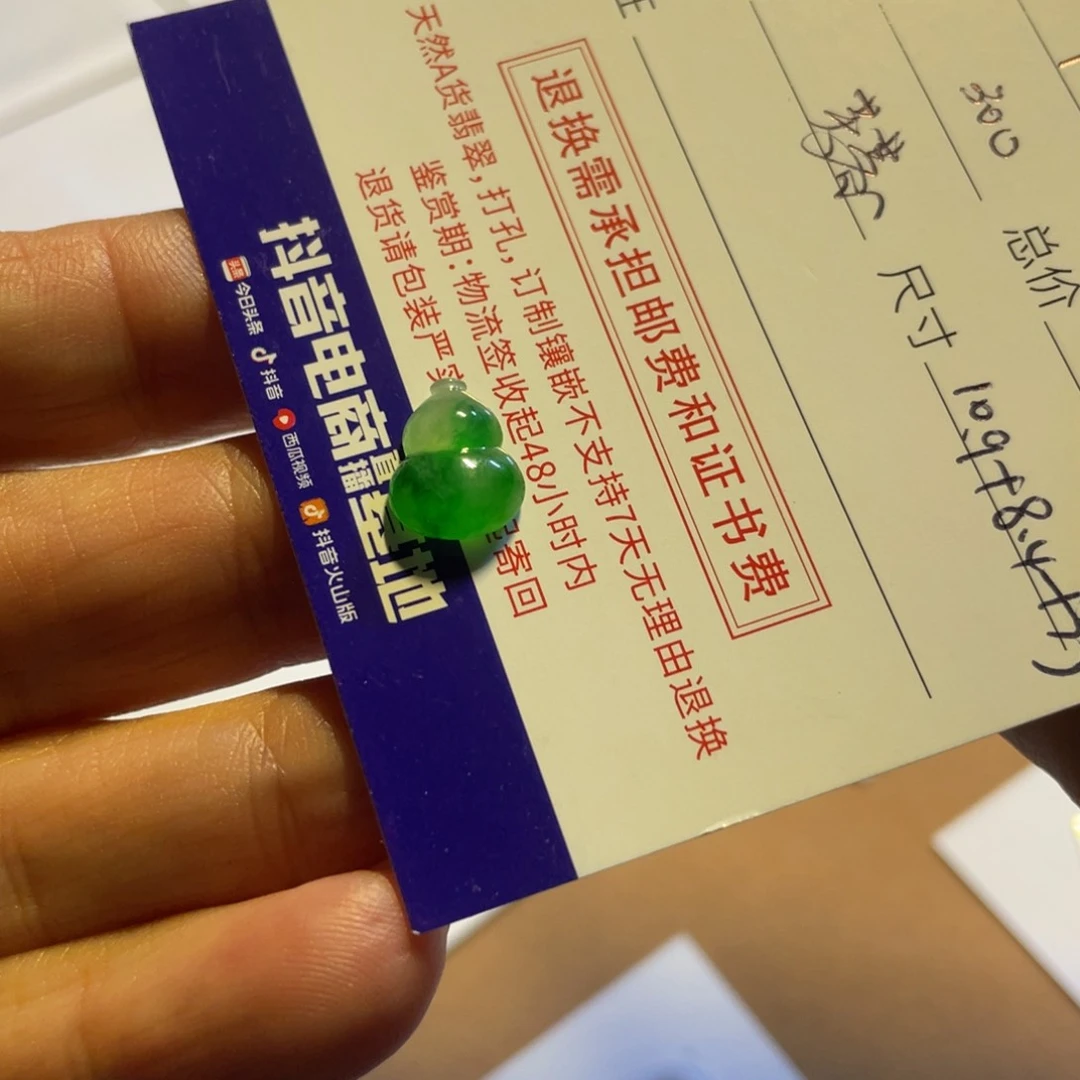 300
总价
尺寸
退换需承担邮费和证书费
天然A货翡翠,打孔,订制镶嵌不支持7天无理由退换
鉴赏期:物流签收起48小时内
退货请包装严
寄回
抖音电商直播基地
今日头条 抖音 西瓜视频 抖音火山版